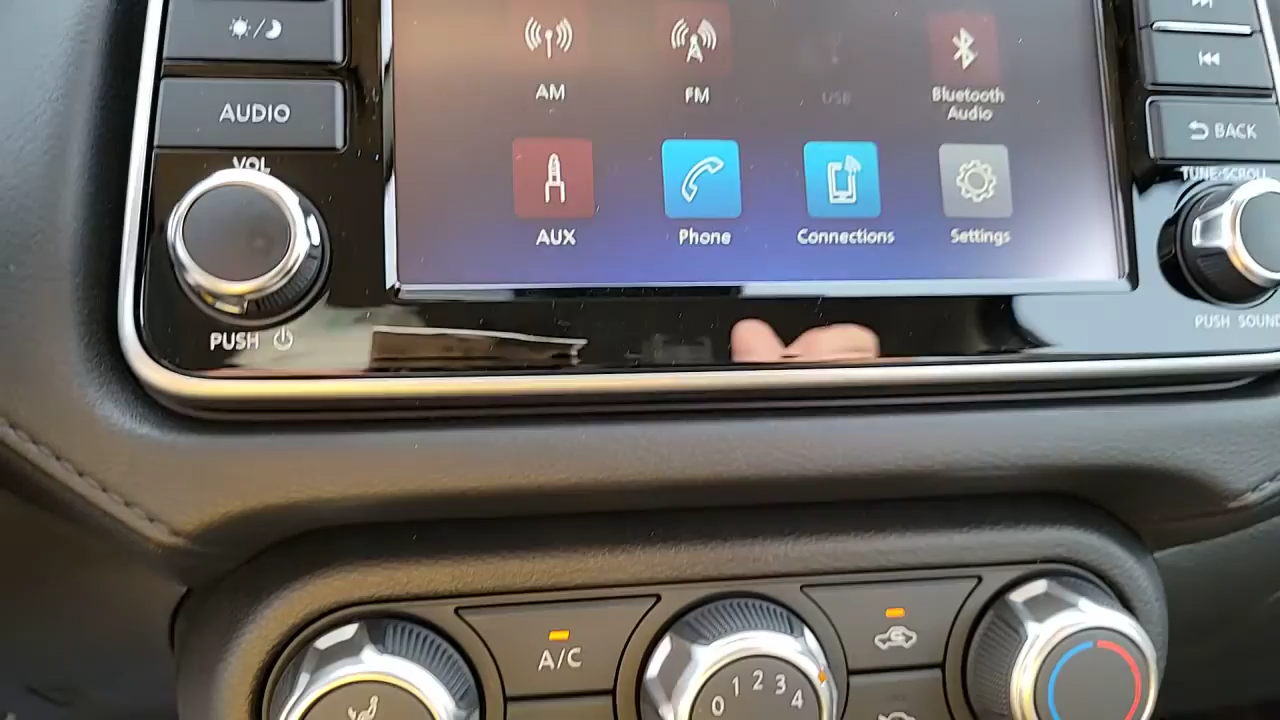 AUDIO
VOL
PUSH
AM
FM
USB
Bluetooth
Audio
AUX
Phone
Connections
Settings
BACK
TUNE·SCROLL
PUSH SOUND
A/C
0 1 2 3 4